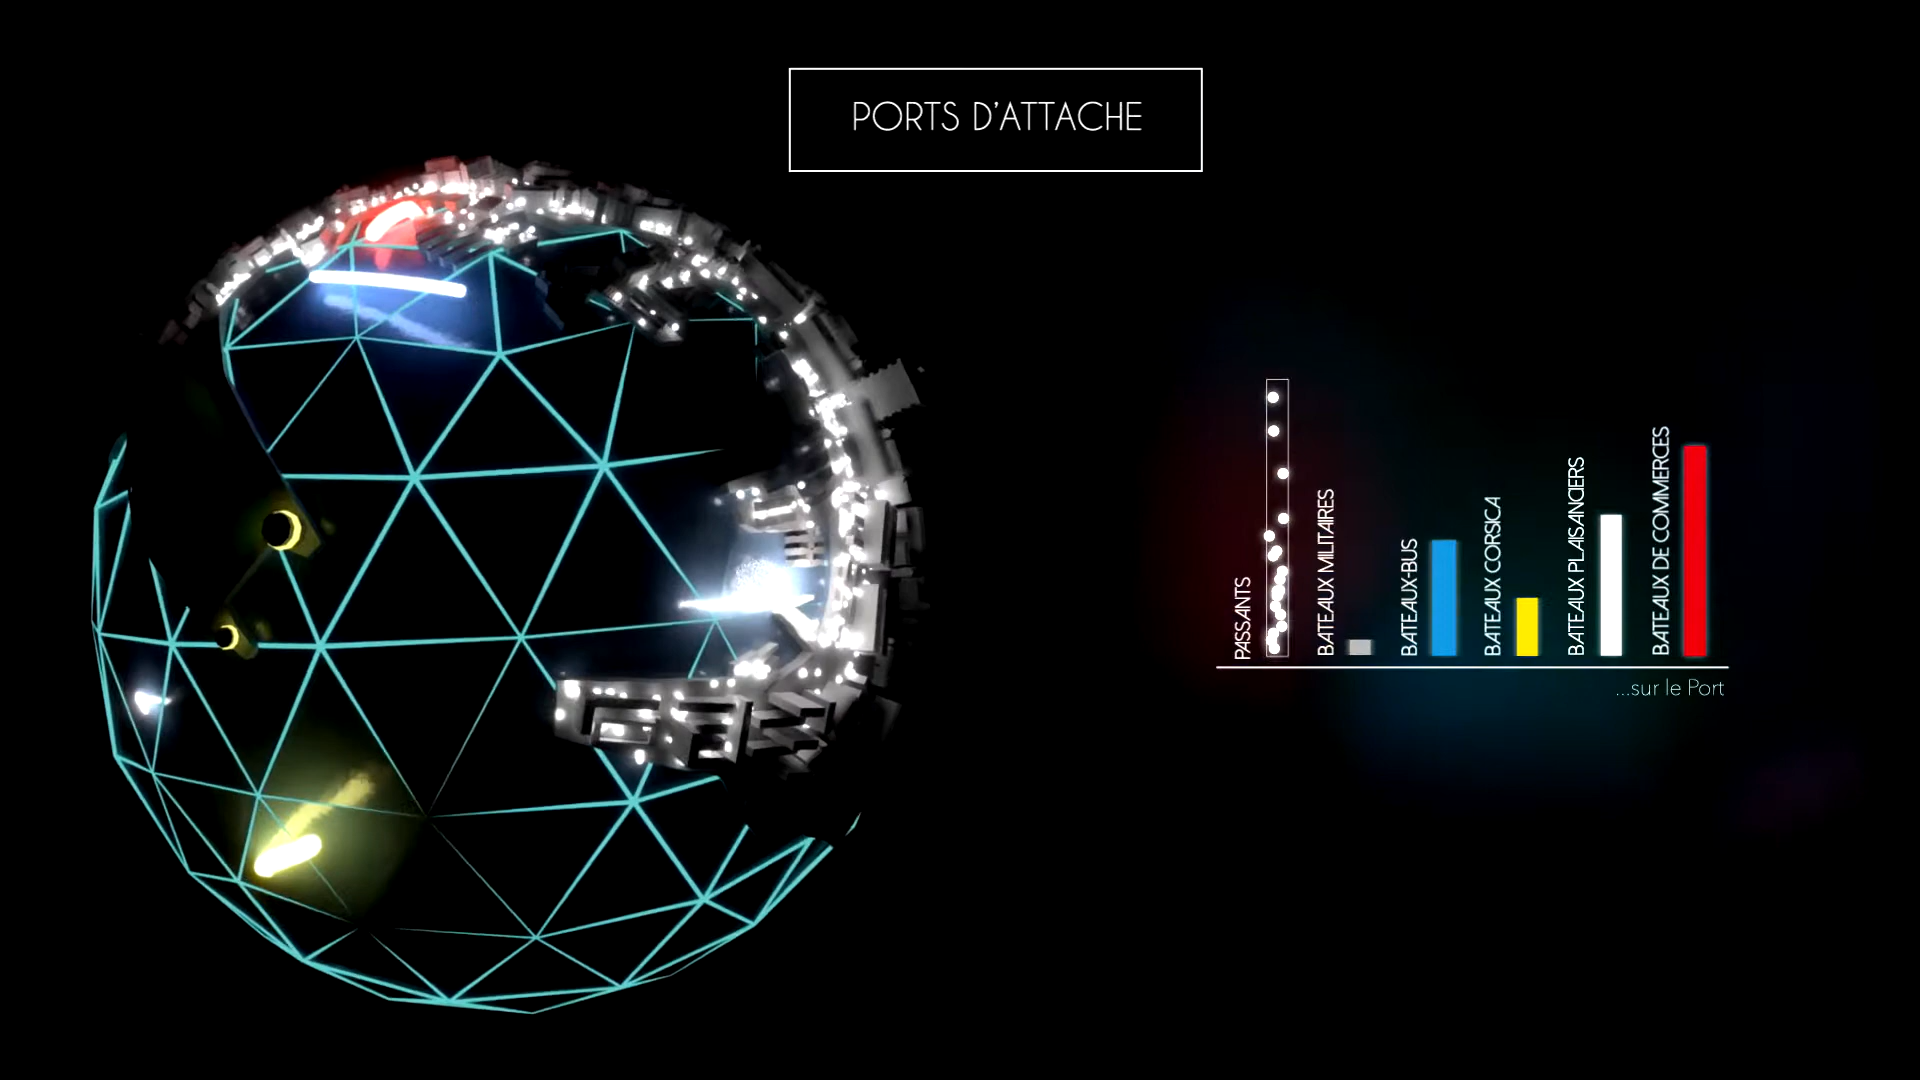 PORTS D'ATTACHE
PASSANTS
BATEAUX MILITAIRES
BATEAUX-BUS
BATEAUX CORSICA
BATEAUX PLAISANCIERS
BATEAUX DE COMMERCES
...sur le Port